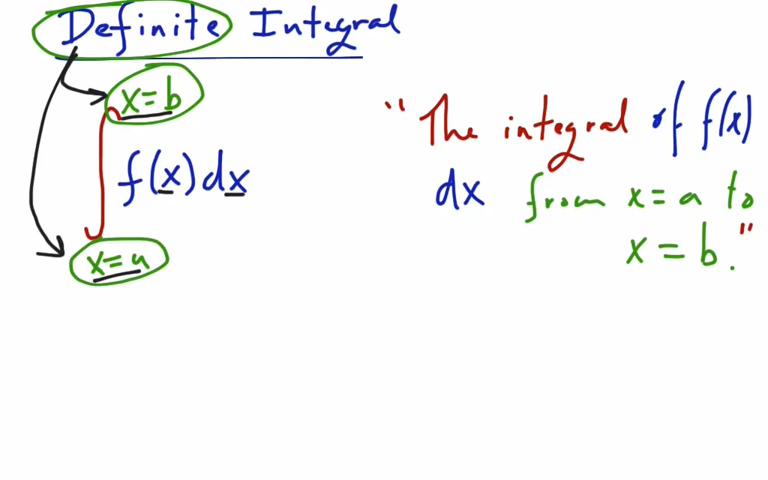 Definite Integral
x=b
∫ f(x)dx
x=a
"The integral of f(x)
dx from x=a to
x=b."